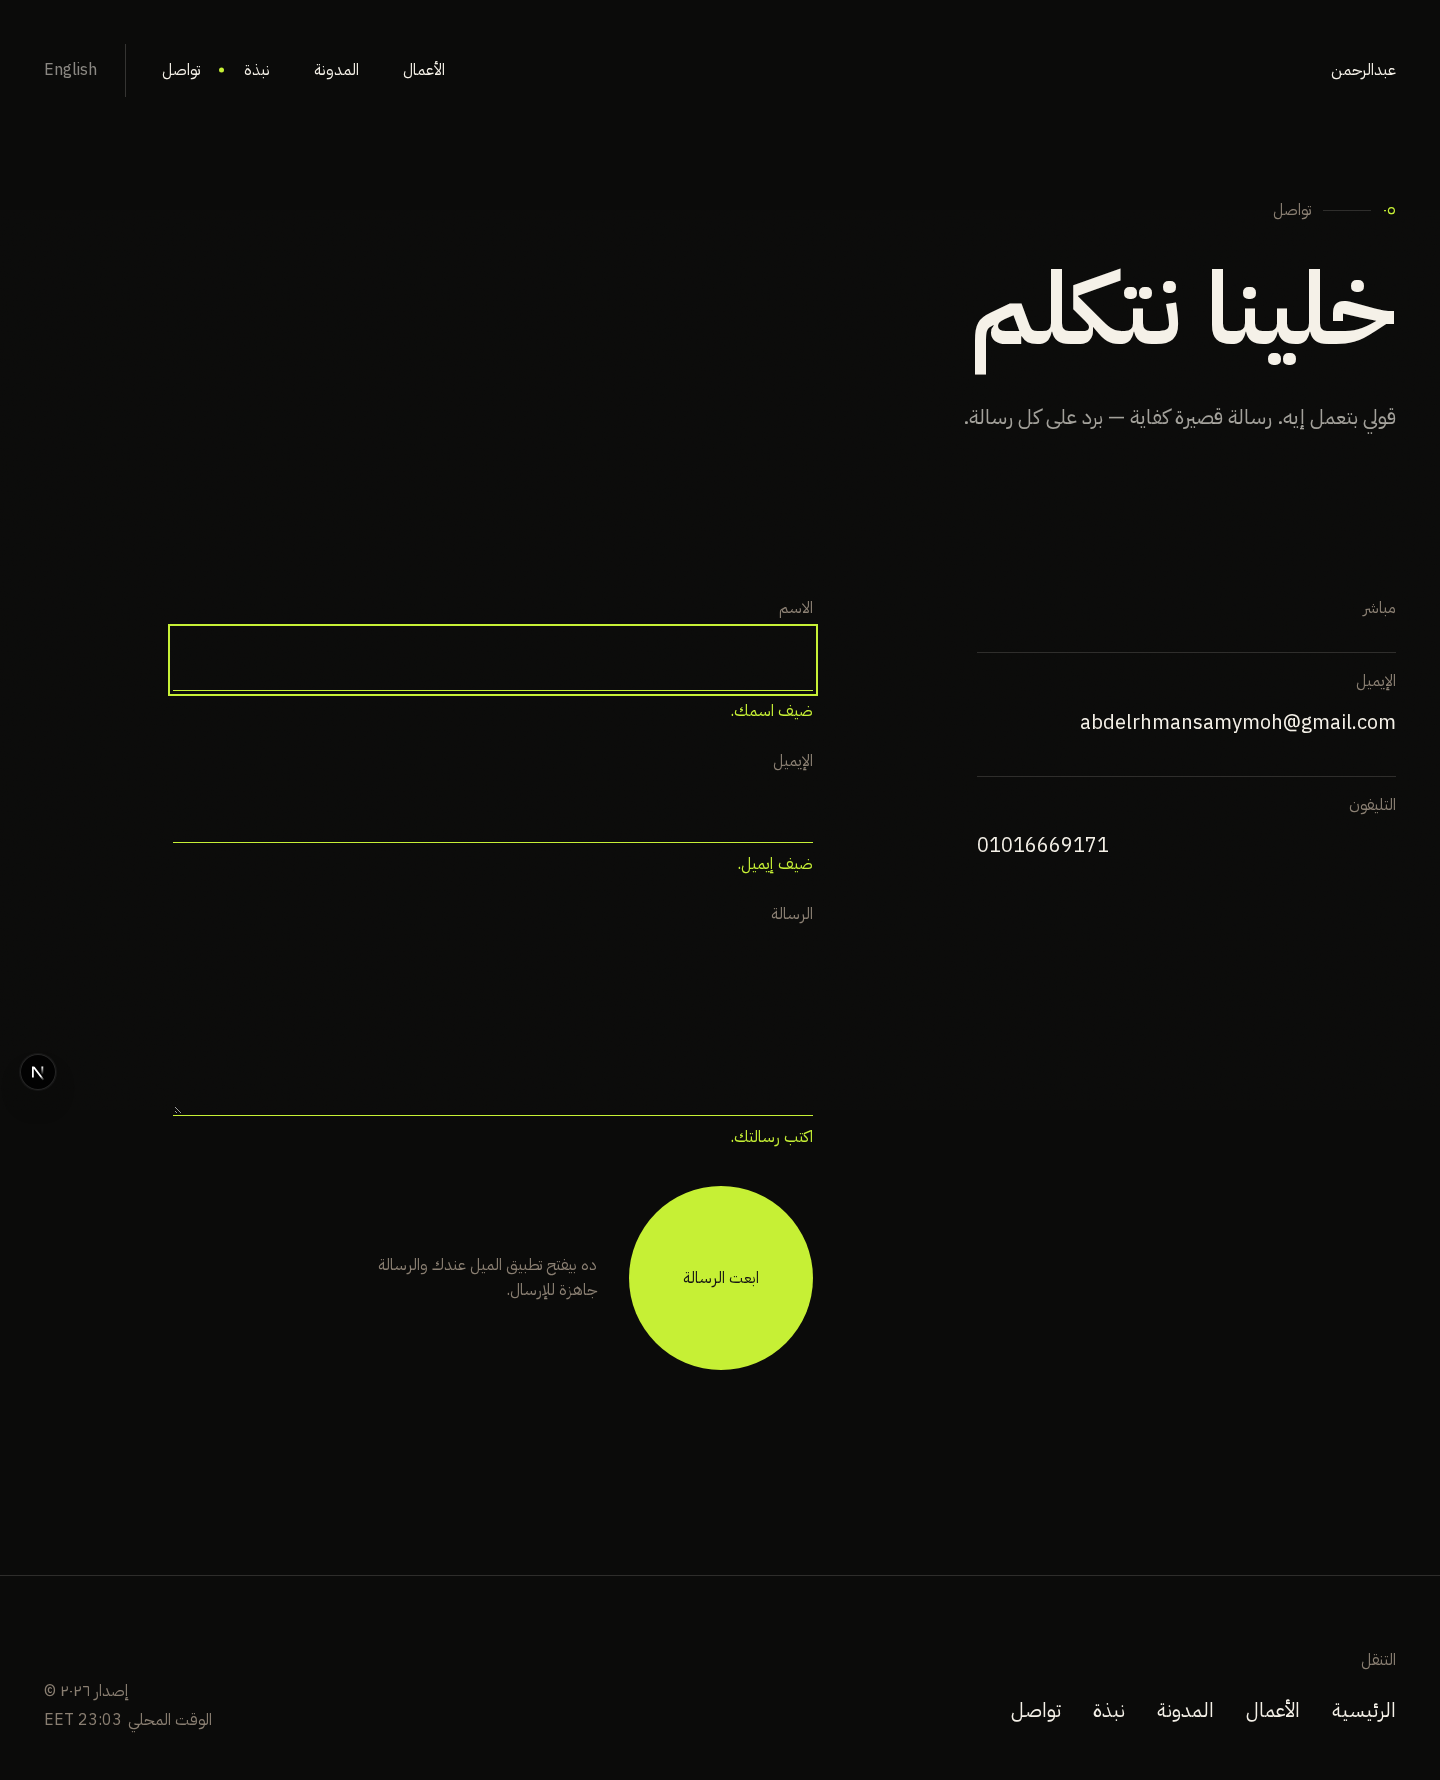 عبدالرحمن
الأعمال
المدونة
نبذة
تواصل
English
٠٥
تواصل
خلينا نتكلم
قولي بتعمل إيه. رسالة قصيرة كفاية — برد على كل رسالة.
مباشر
الإيميل
abdelrhmansamymoh@gmail.com
التليفون
01016669171
الاسم
ضيف اسمك.
الإيميل
ضيف إيميل.
الرسالة
اكتب رسالتك.
ابعت الرسالة
ده بيفتح تطبيق الميل عندك والرسالة
جاهزة للإرسال.
N
التنقل
الرئيسية
الأعمال
المدونة
نبذة
تواصل
إصدار ٢٠٢٦ ©
الوقت المحلي 23:03 EET